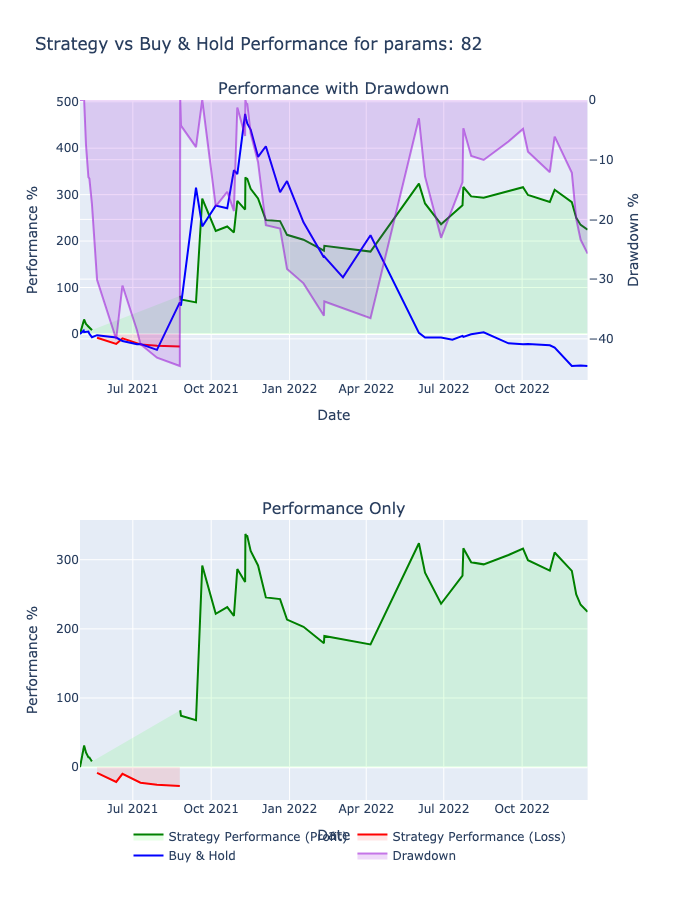 Strategy vs Buy & Hold Performance for params: 82
Performance with Drawdown
500
400
300
200
100
0
Performance %
0
−10
−20
−30
−40
Drawdown %
Jul 2021 Oct 2021 Jan 2022 Apr 2022 Jul 2022 Oct 2022
Date
Performance Only
300
200
100
0
Performance %
Jul 2021 Oct 2021 Jan 2022 Apr 2022 Jul 2022 Oct 2022
Date
Strategy Performance (Profit) Strategy Performance (Loss)
Buy & Hold Drawdown